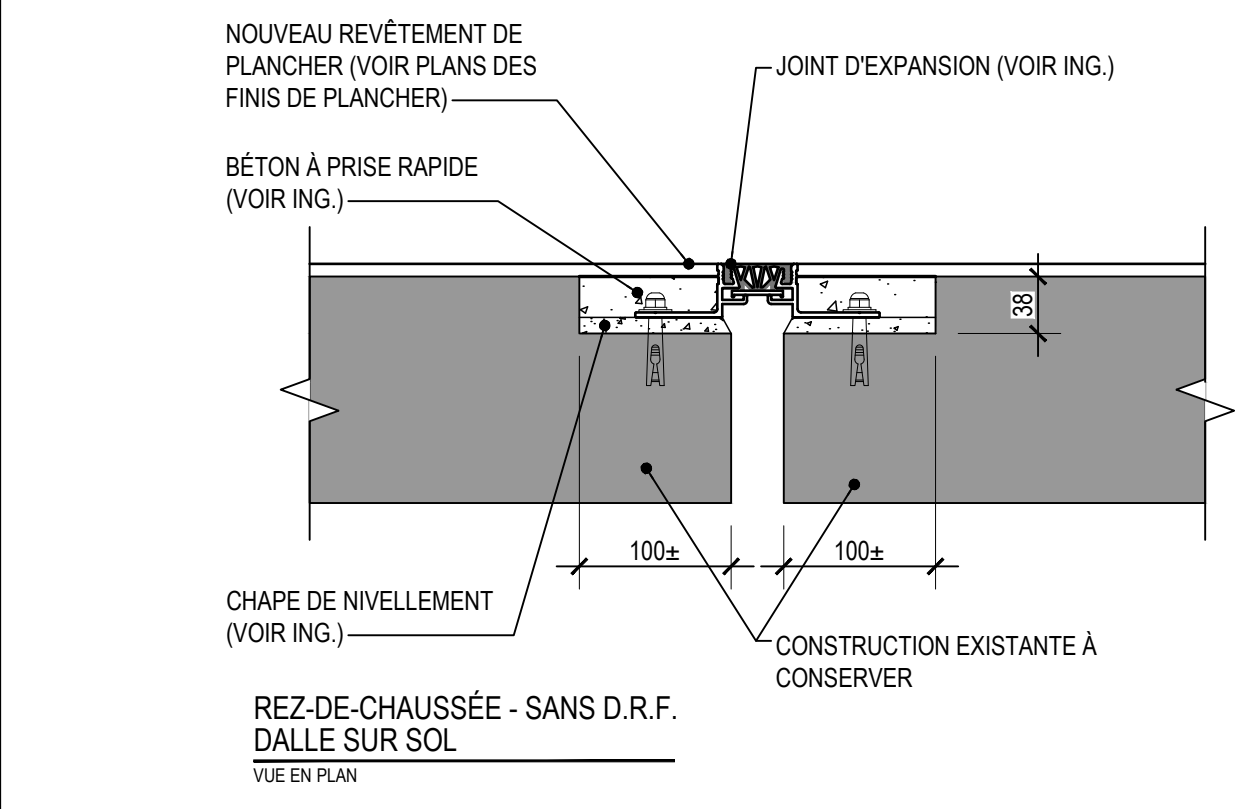 NOUVEAU REVÊTEMENT DE
PLANCHER (VOIR PLANS DES
FINIS DE PLANCHER)
JOINT D'EXPANSION (VOIR ING.)
BÉTON À PRISE RAPIDE
(VOIR ING.)
38
100±
100±
CHAPE DE NIVELLEMENT
(VOIR ING.)
CONSTRUCTION EXISTANTE À
CONSERVER
REZ-DE-CHAUSSÉE - SANS D.R.F.
DALLE SUR SOL
VUE EN PLAN